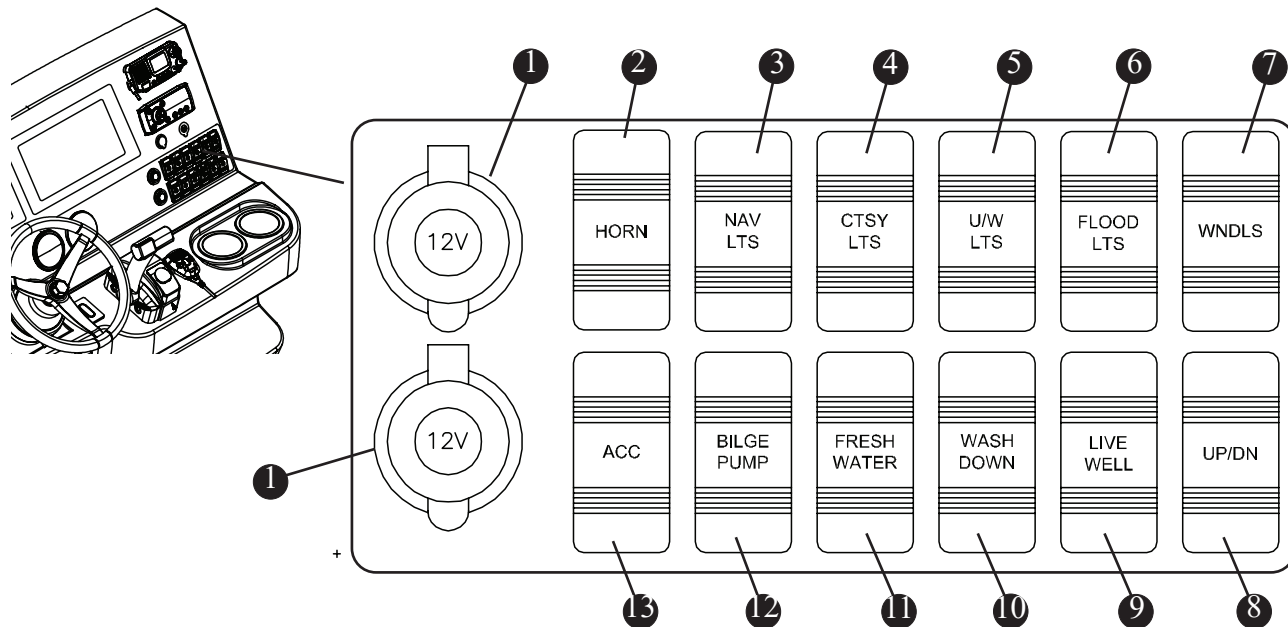 1
2
3
4
5
6
7
12V
HORN
NAV
LTS
CTSY
LTS
U/W
LTS
FLOOD
LTS
WNDLS
12V
ACC
BILGE
PUMP
FRESH
WATER
WASH
DOWN
LIVE
WELL
UP/DN
1
+
13
12
11
10
9
8